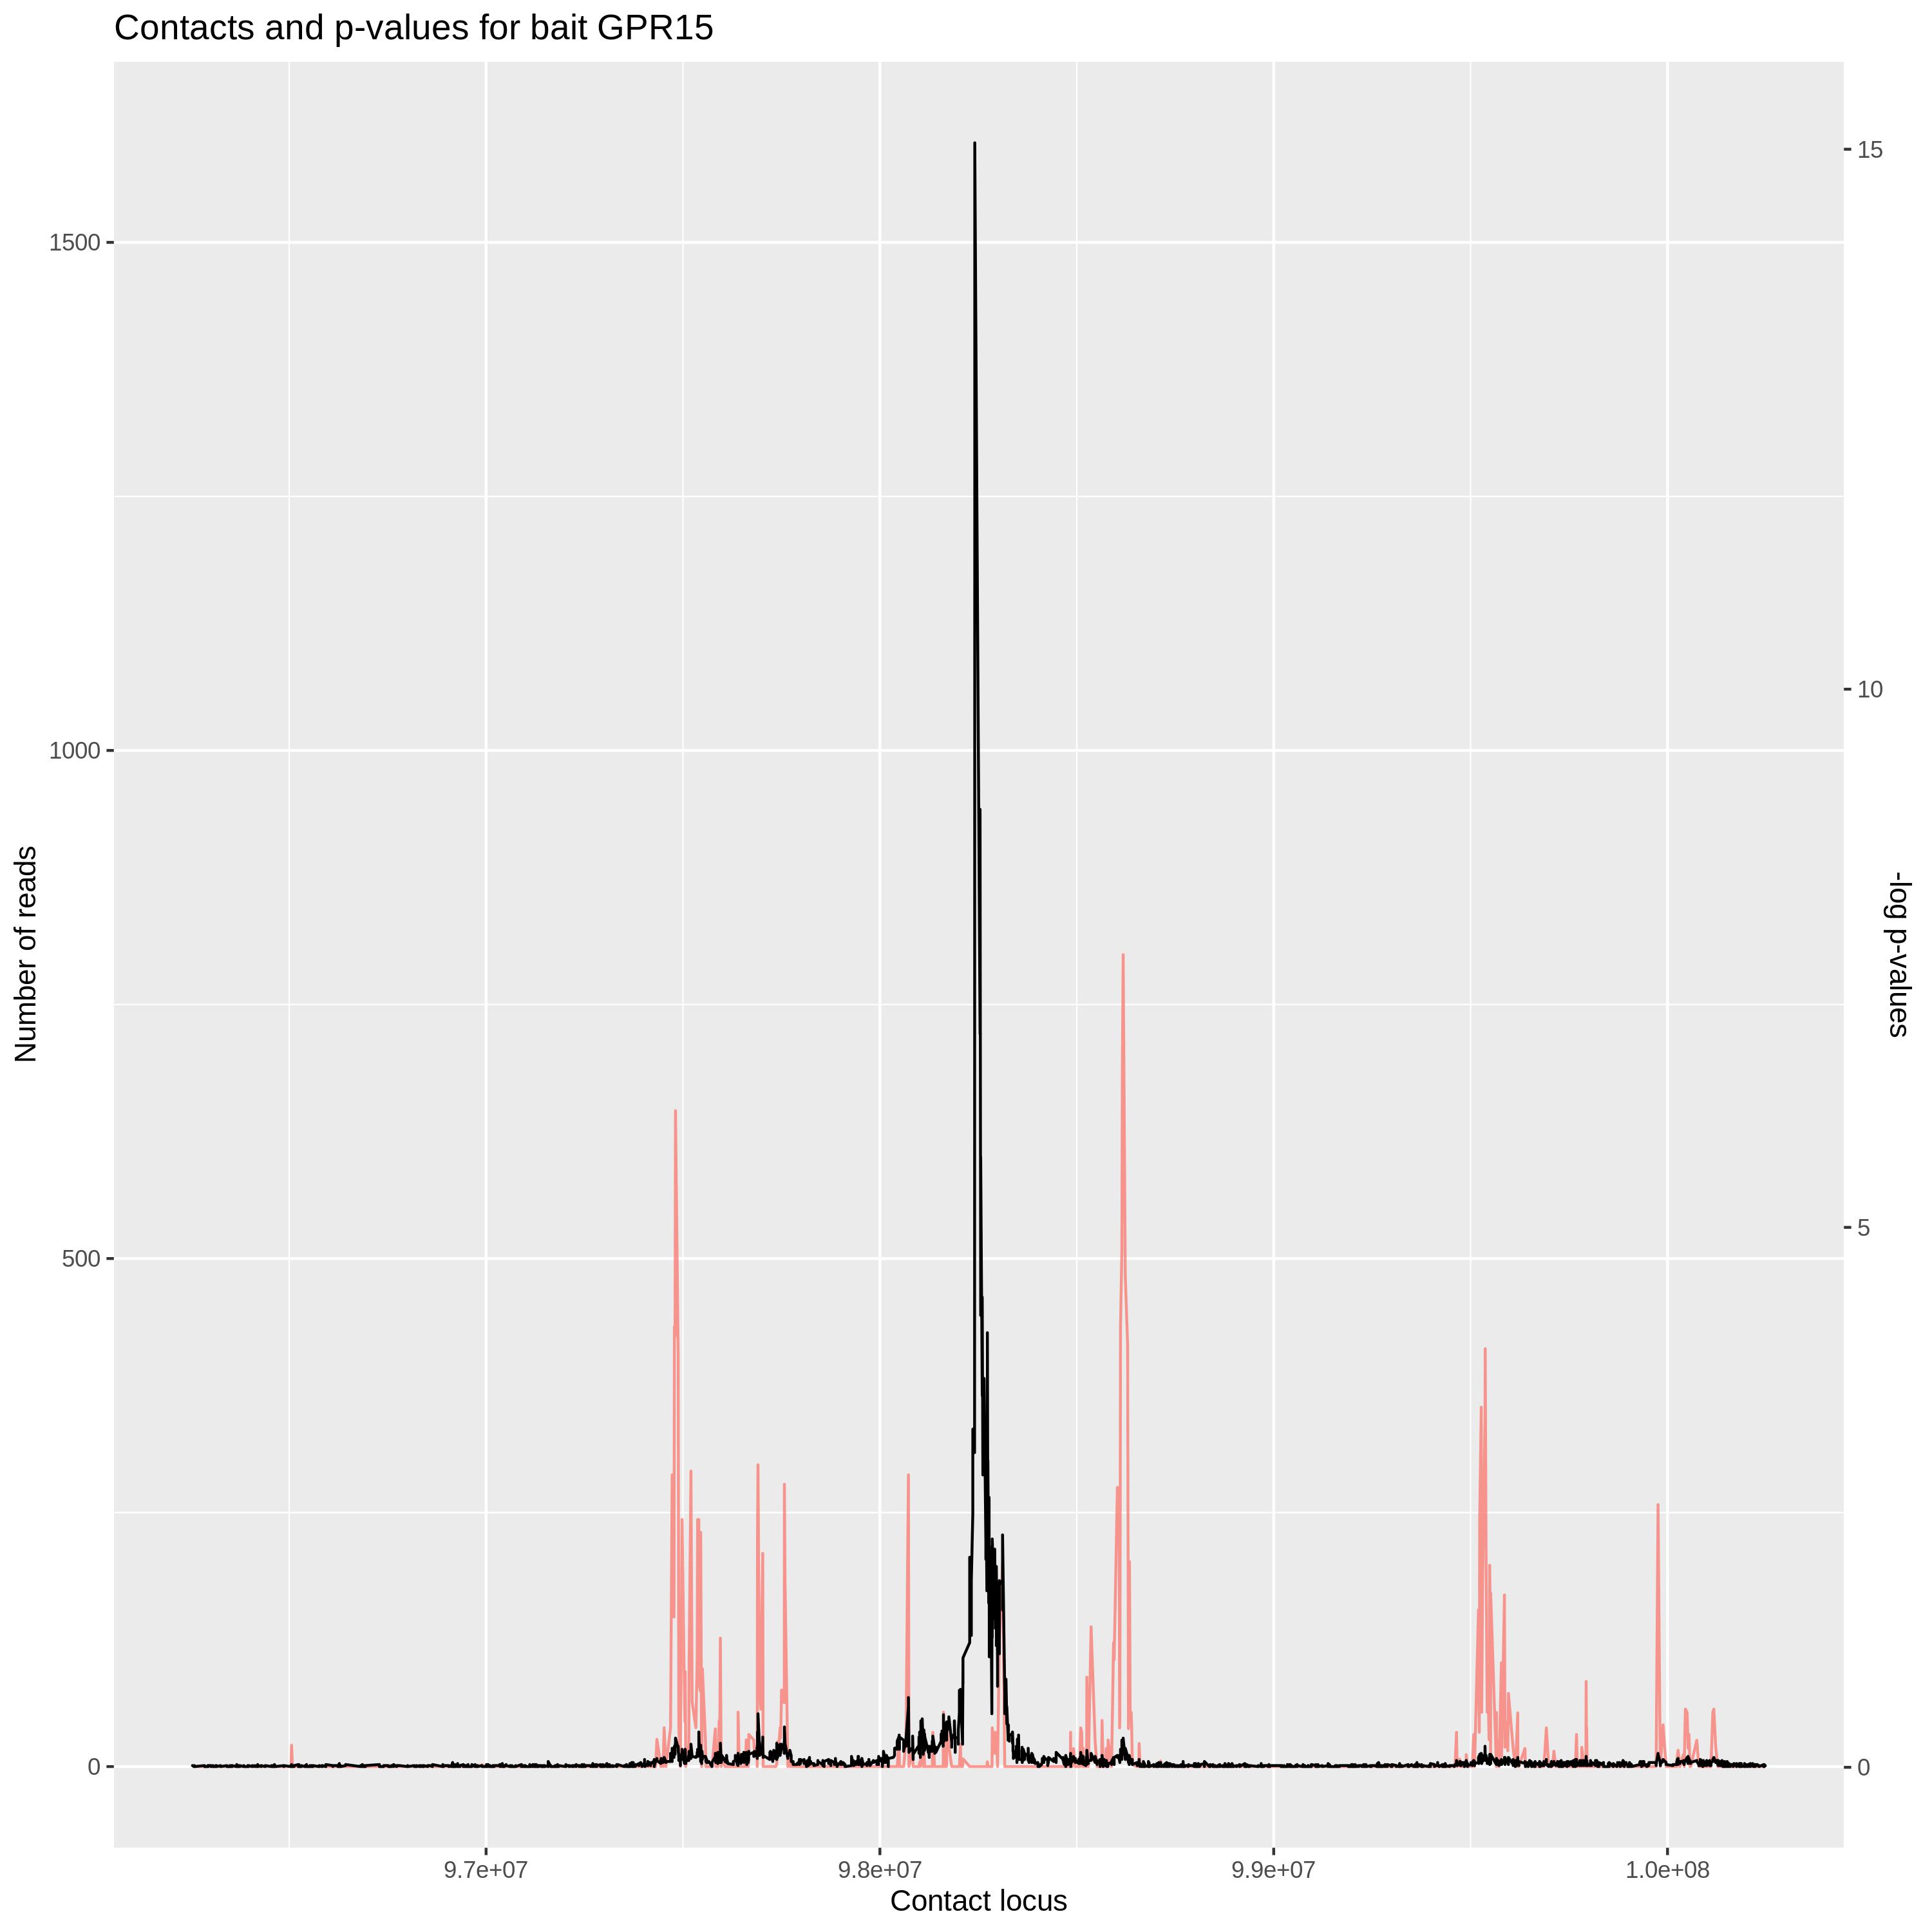 Contacts and p-values for bait GPR15
1500
1000
500
0
Number of reads
15
10
5
0
-log p-values
9.7e+07
9.8e+07
9.9e+07
1.0e+08
Contact locus